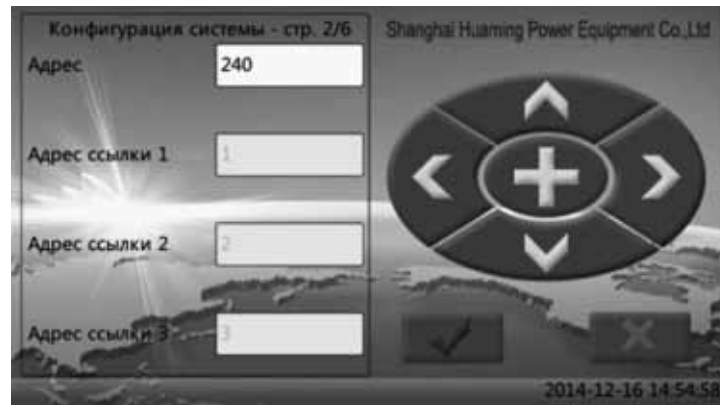 Конфигурация системы - стр. 2/6
Shanghai Huaming Power Equipment Co.,Ltd
Адрес
240
Адрес ссылки 1
1
Адрес ссылки 2
2
Адрес ссылки 3
3
2014-12-16 14:54:58